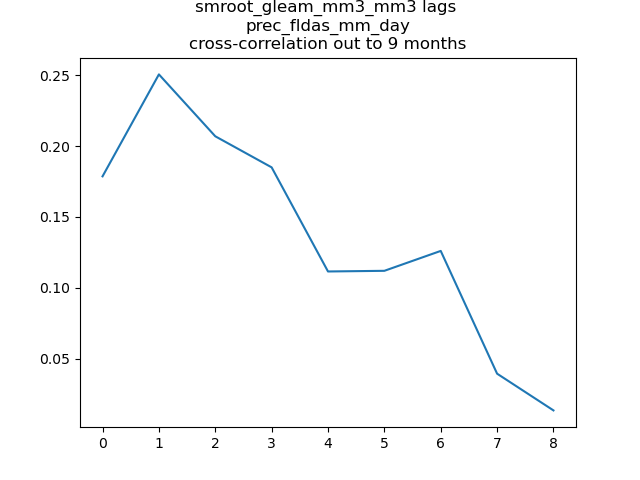 smroot_gleam_mm3_mm3 lags
prec_fldas_mm_day
cross-correlation out to 9 months
0.25
0.20
0.15
0.10
0.05
0 1 2 3 4 5 6 7 8